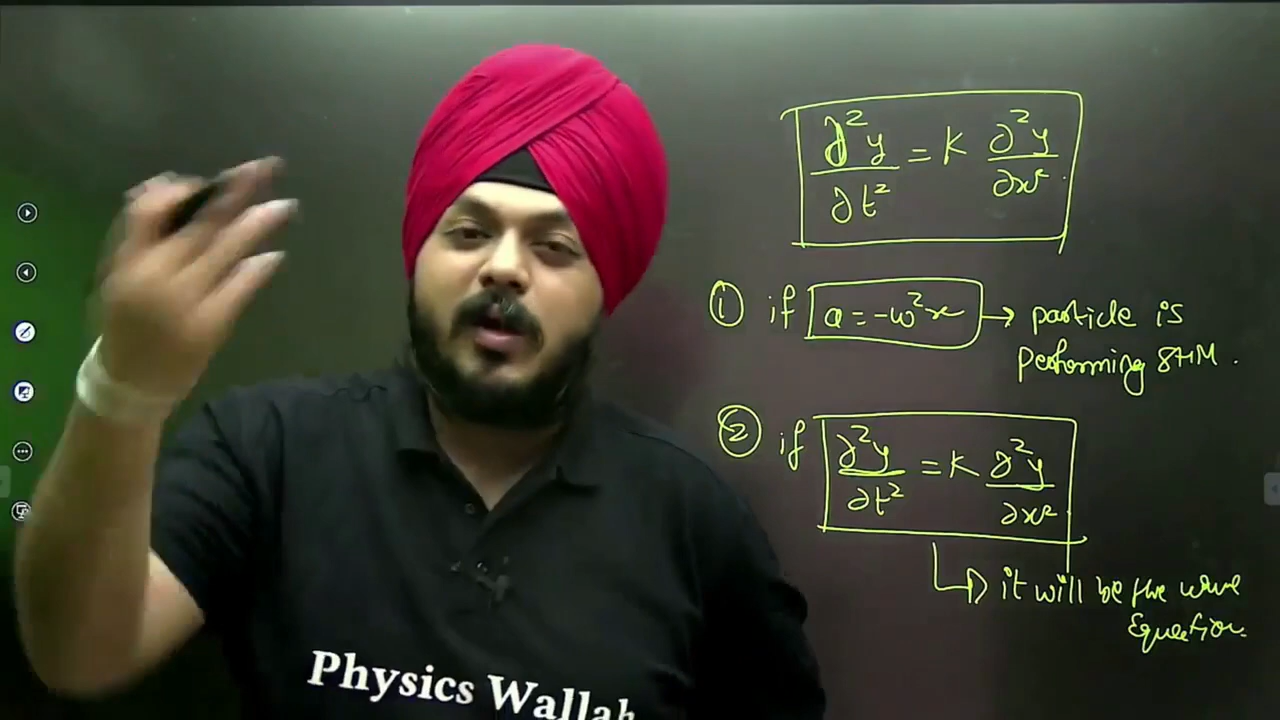 ∂²y/∂t² = K ∂²y/∂x²
① if a = -ω²x → particle is
performing SHM.
② if ∂²y/∂t² = K ∂²y/∂x²
↳ it will be the wave
Equation.
Physics Wallah